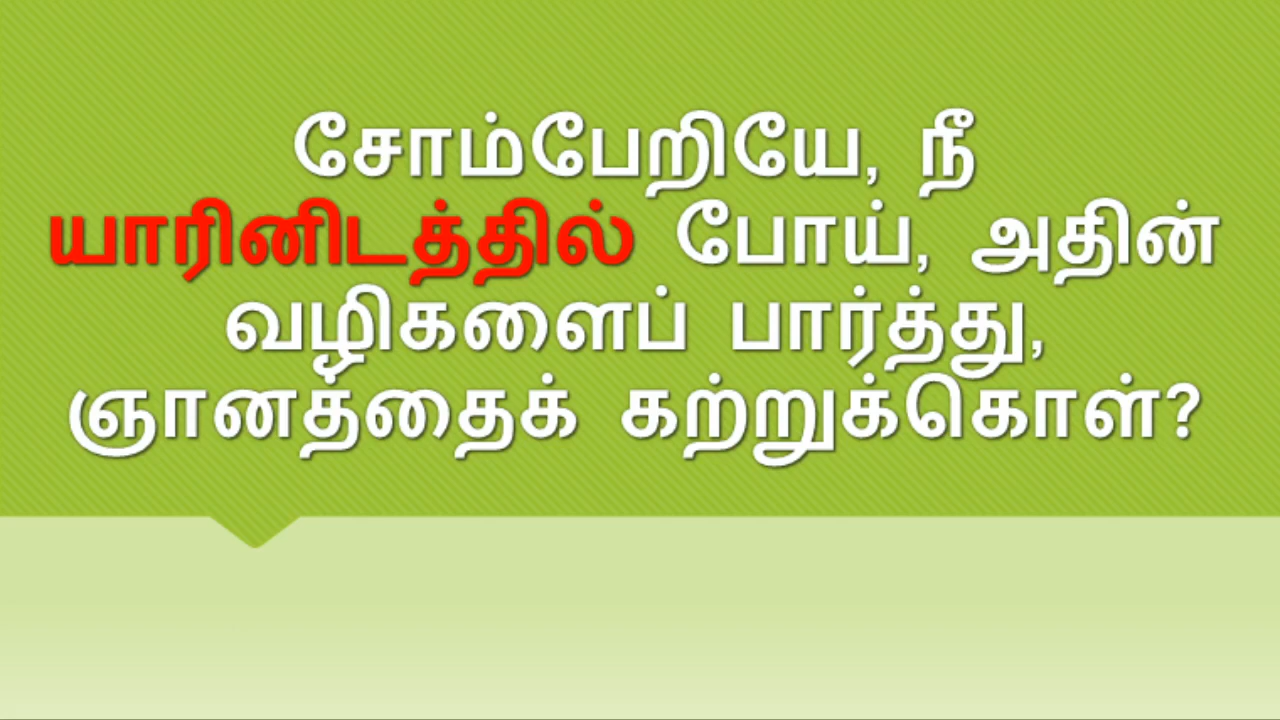 சோம்பேறியே, நீ
யாரினிடத்தில் போய், அதின்
வழிகளைப் பார்த்து,
ஞானத்தைக் கற்றுக்கொள்?